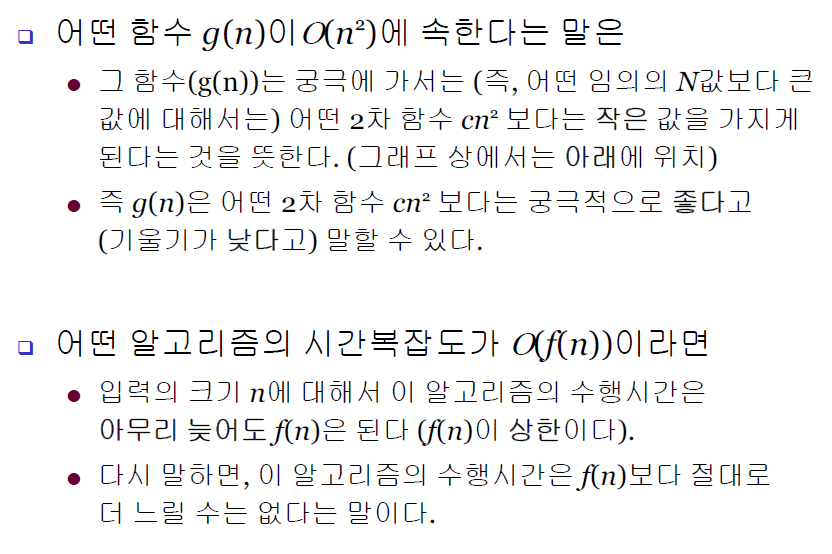 어떤 함수 g(n)이 O(n²)에 속한다는 말은
그 함수(g(n))는 궁극에 가서는 (즉, 어떤 임의의 N값보다 큰
값에 대해서는) 어떤 2차 함수 cn² 보다는 작은 값을 가지게
된다는 것을 뜻한다. (그래프 상에서는 아래에 위치)
즉 g(n)은 어떤 2차 함수 cn² 보다는 궁극적으로 좋다고
(기울기가 낮다고) 말할 수 있다.
어떤 알고리즘의 시간복잡도가 O(f(n))이라면
입력의 크기 n에 대해서 이 알고리즘의 수행시간은
아무리 늦어도 f(n)은 된다 (f(n)이 상한이다).
다시 말하면, 이 알고리즘의 수행시간은 f(n)보다 절대로
더 느릴 수는 없다는 말이다.